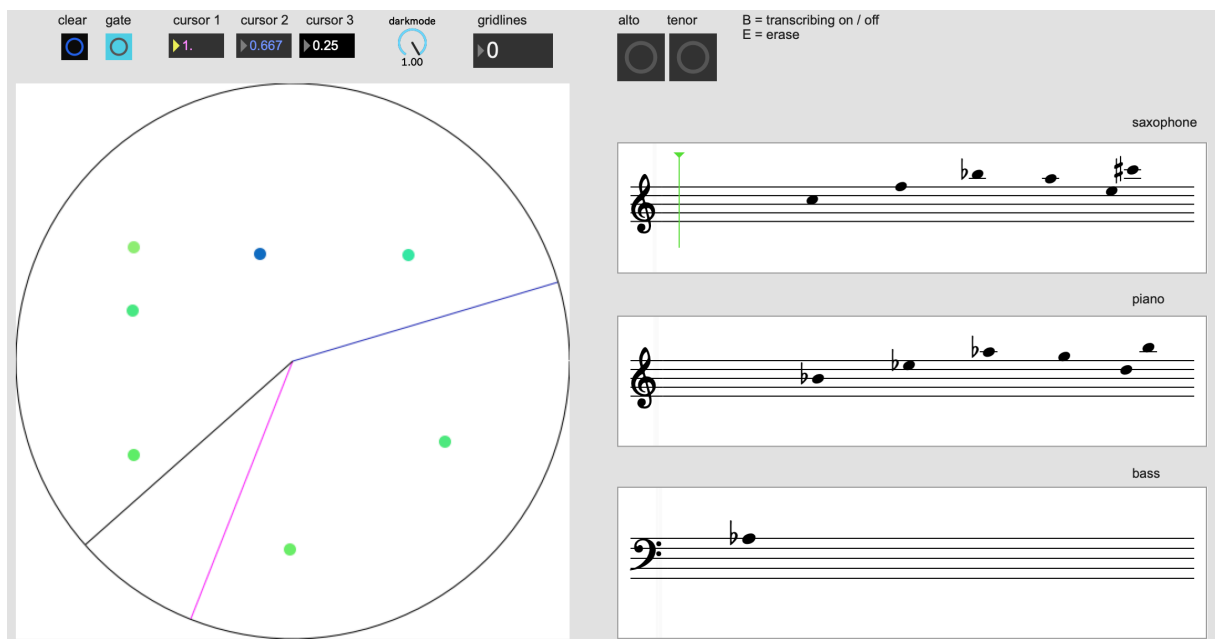 clear gate cursor 1 cursor 2 cursor 3 darkmode gridlines alto tenor B = transcribing on / off
E = erase
1. 0.667 0.25 1.00 0
saxophone
piano
bass